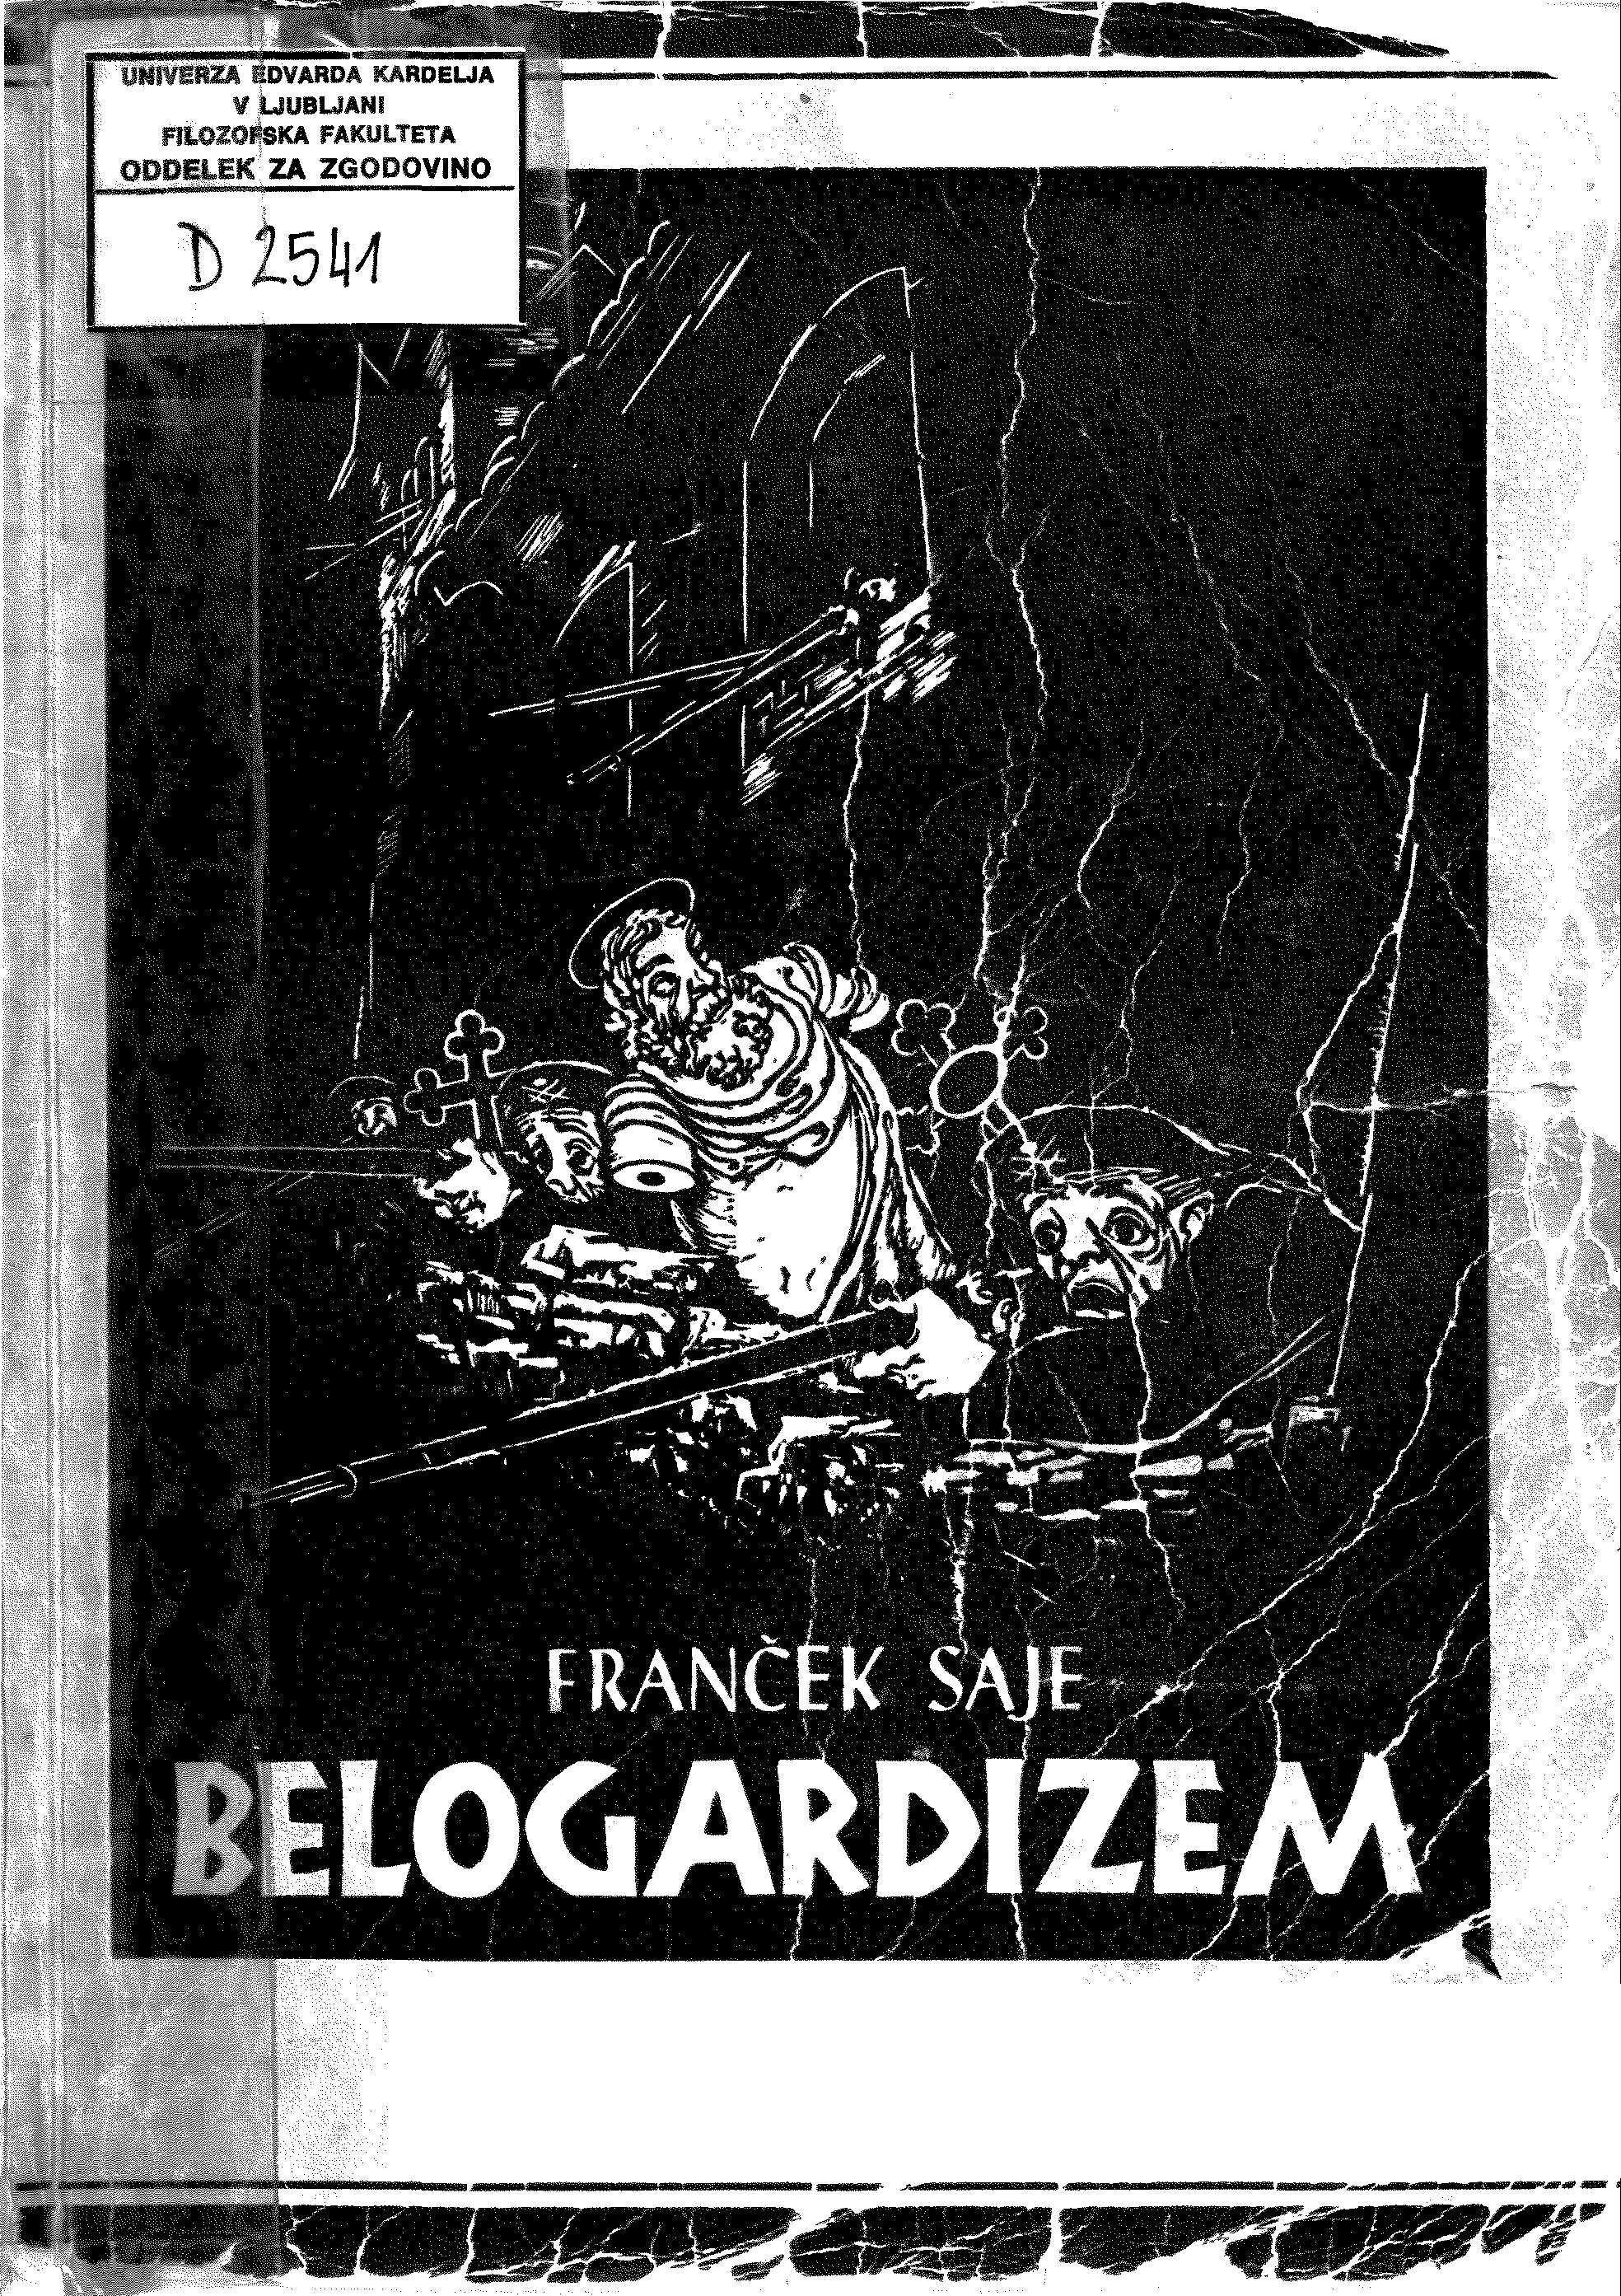 UNIVERZA EDVARDA KARDELJA
V LJUBLJANI
FILOZOFSKA FAKULTETA
ODDELEK ZA ZGODOVINO
D 2541
FRANČEK SAJE
BELOGARDIZEM